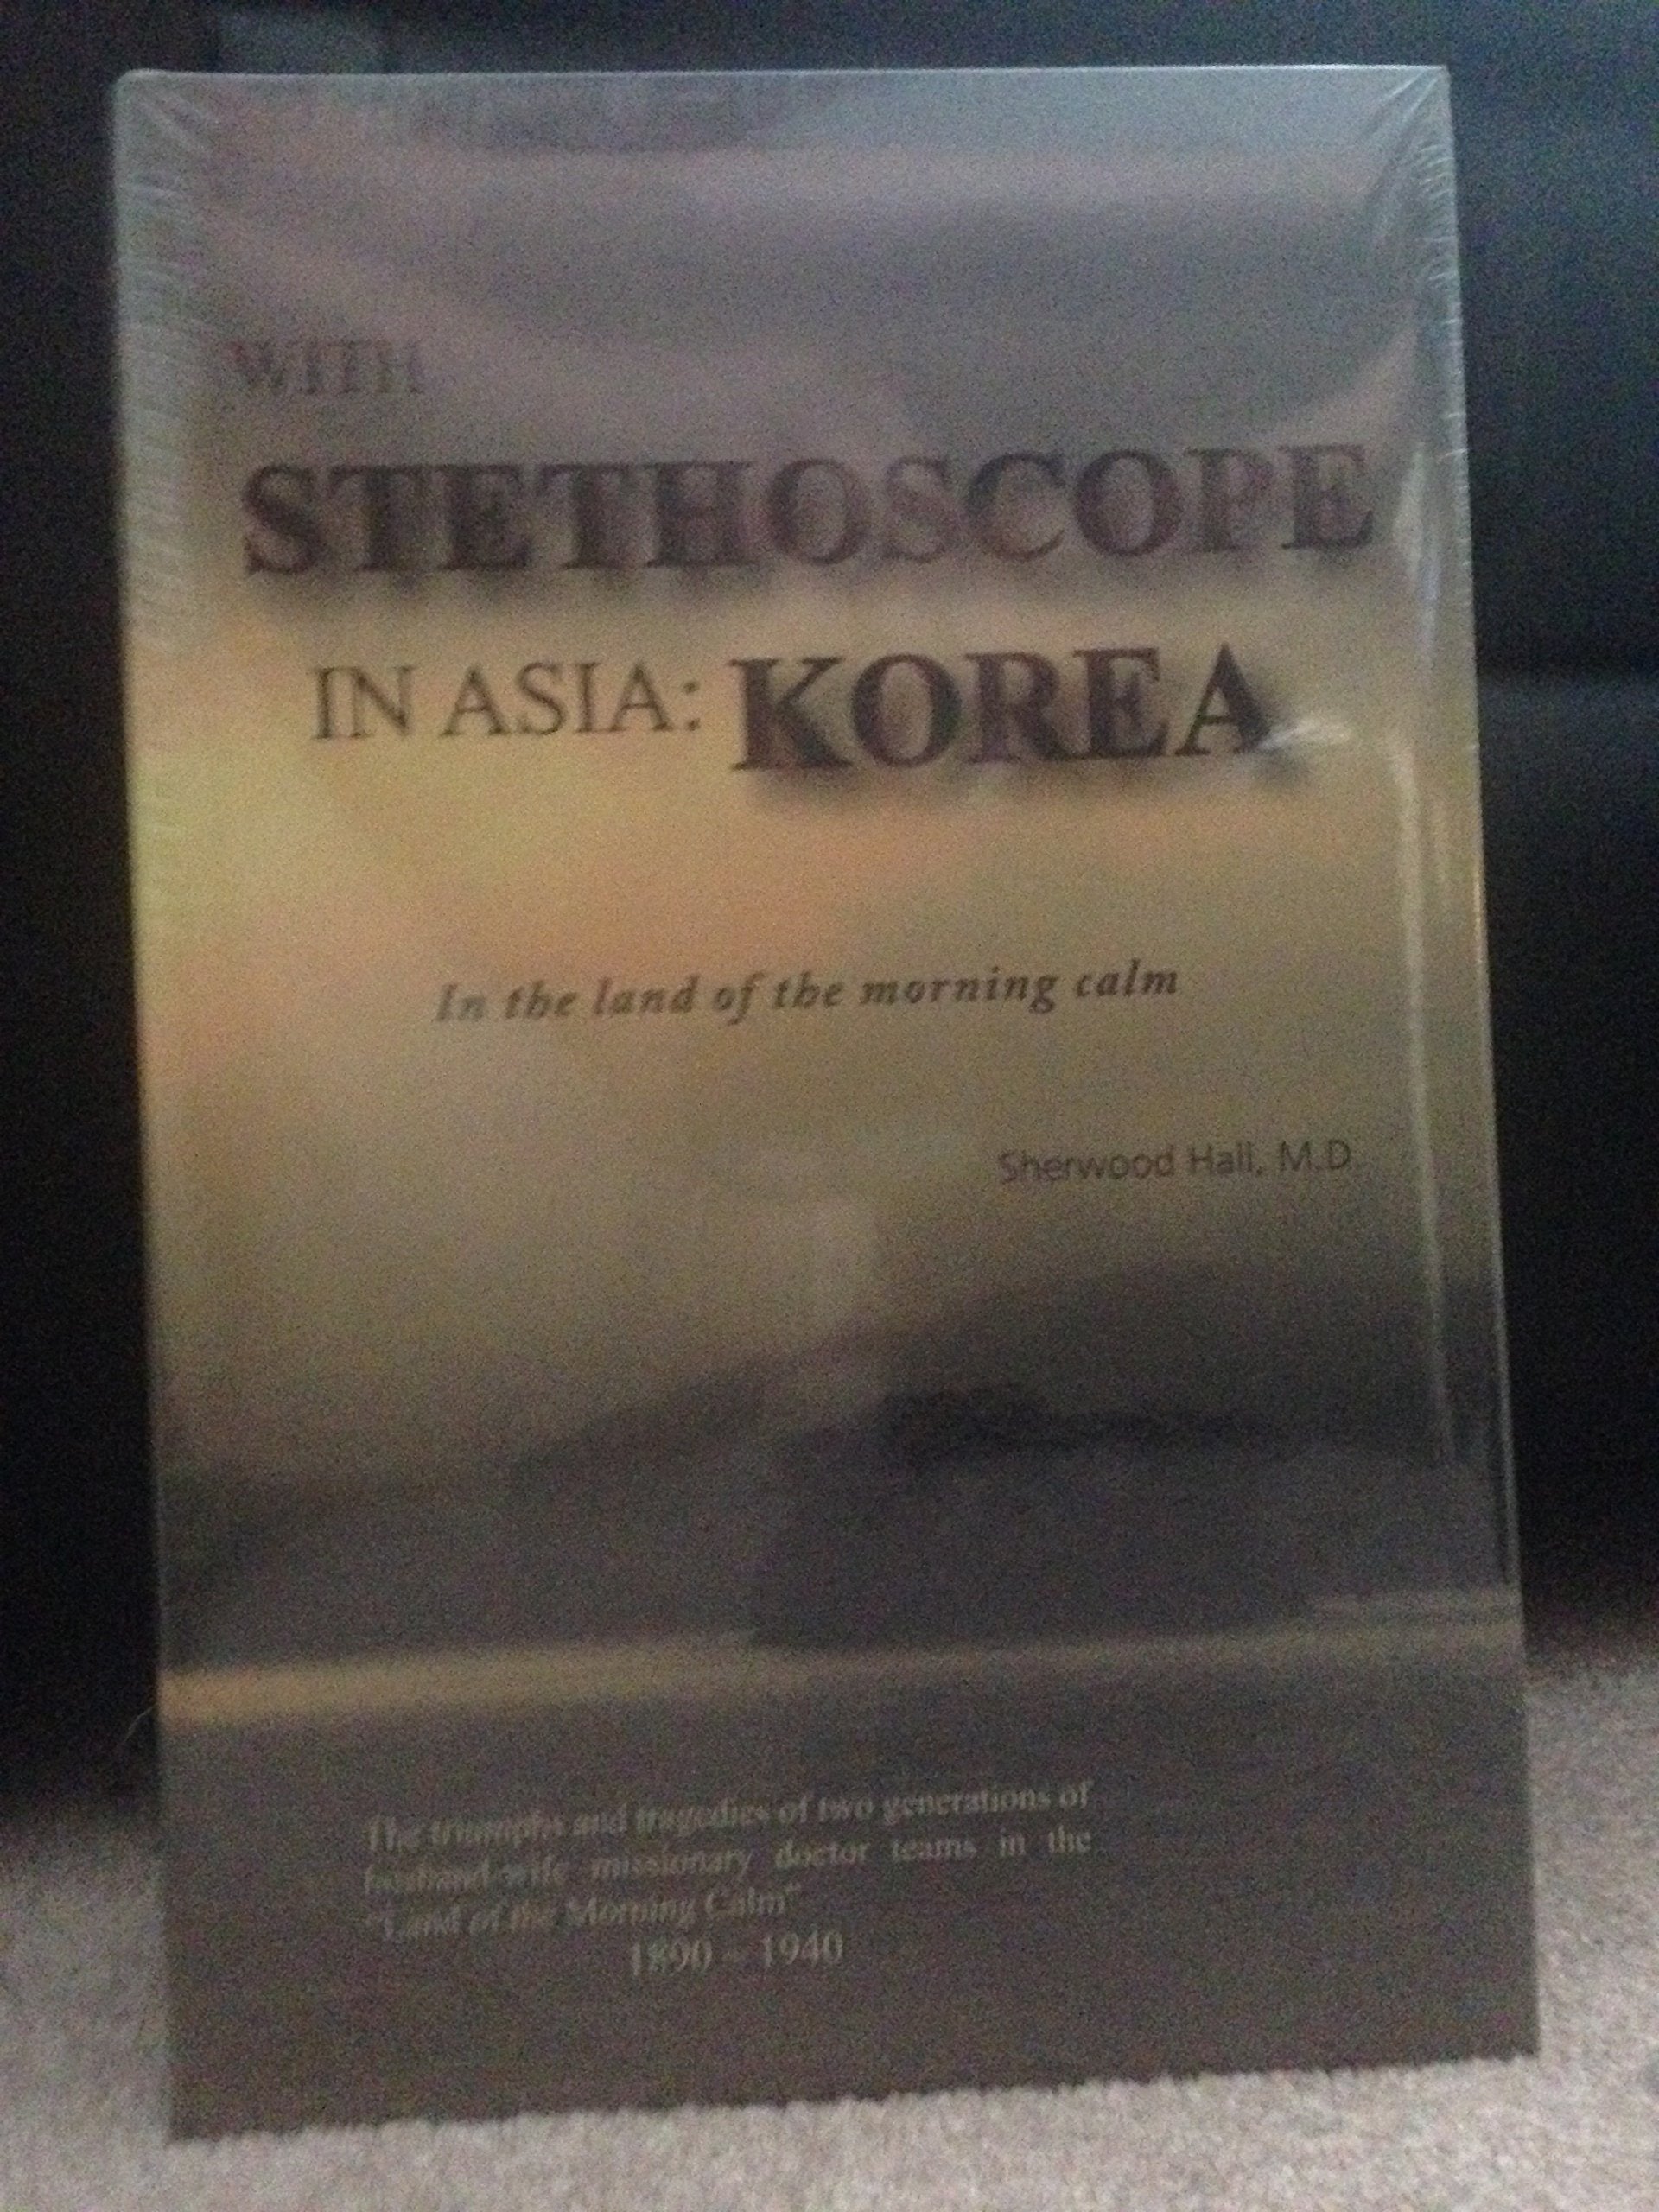 WITH
STETHOSCOPE
IN ASIA: KOREA
In the land of the morning calm
Sherwood Hall, M.D.
The triumphs and tragedies of two generations of
husband-wife missionary doctor teams in the
"Land of the Morning Calm"
1890 - 1940